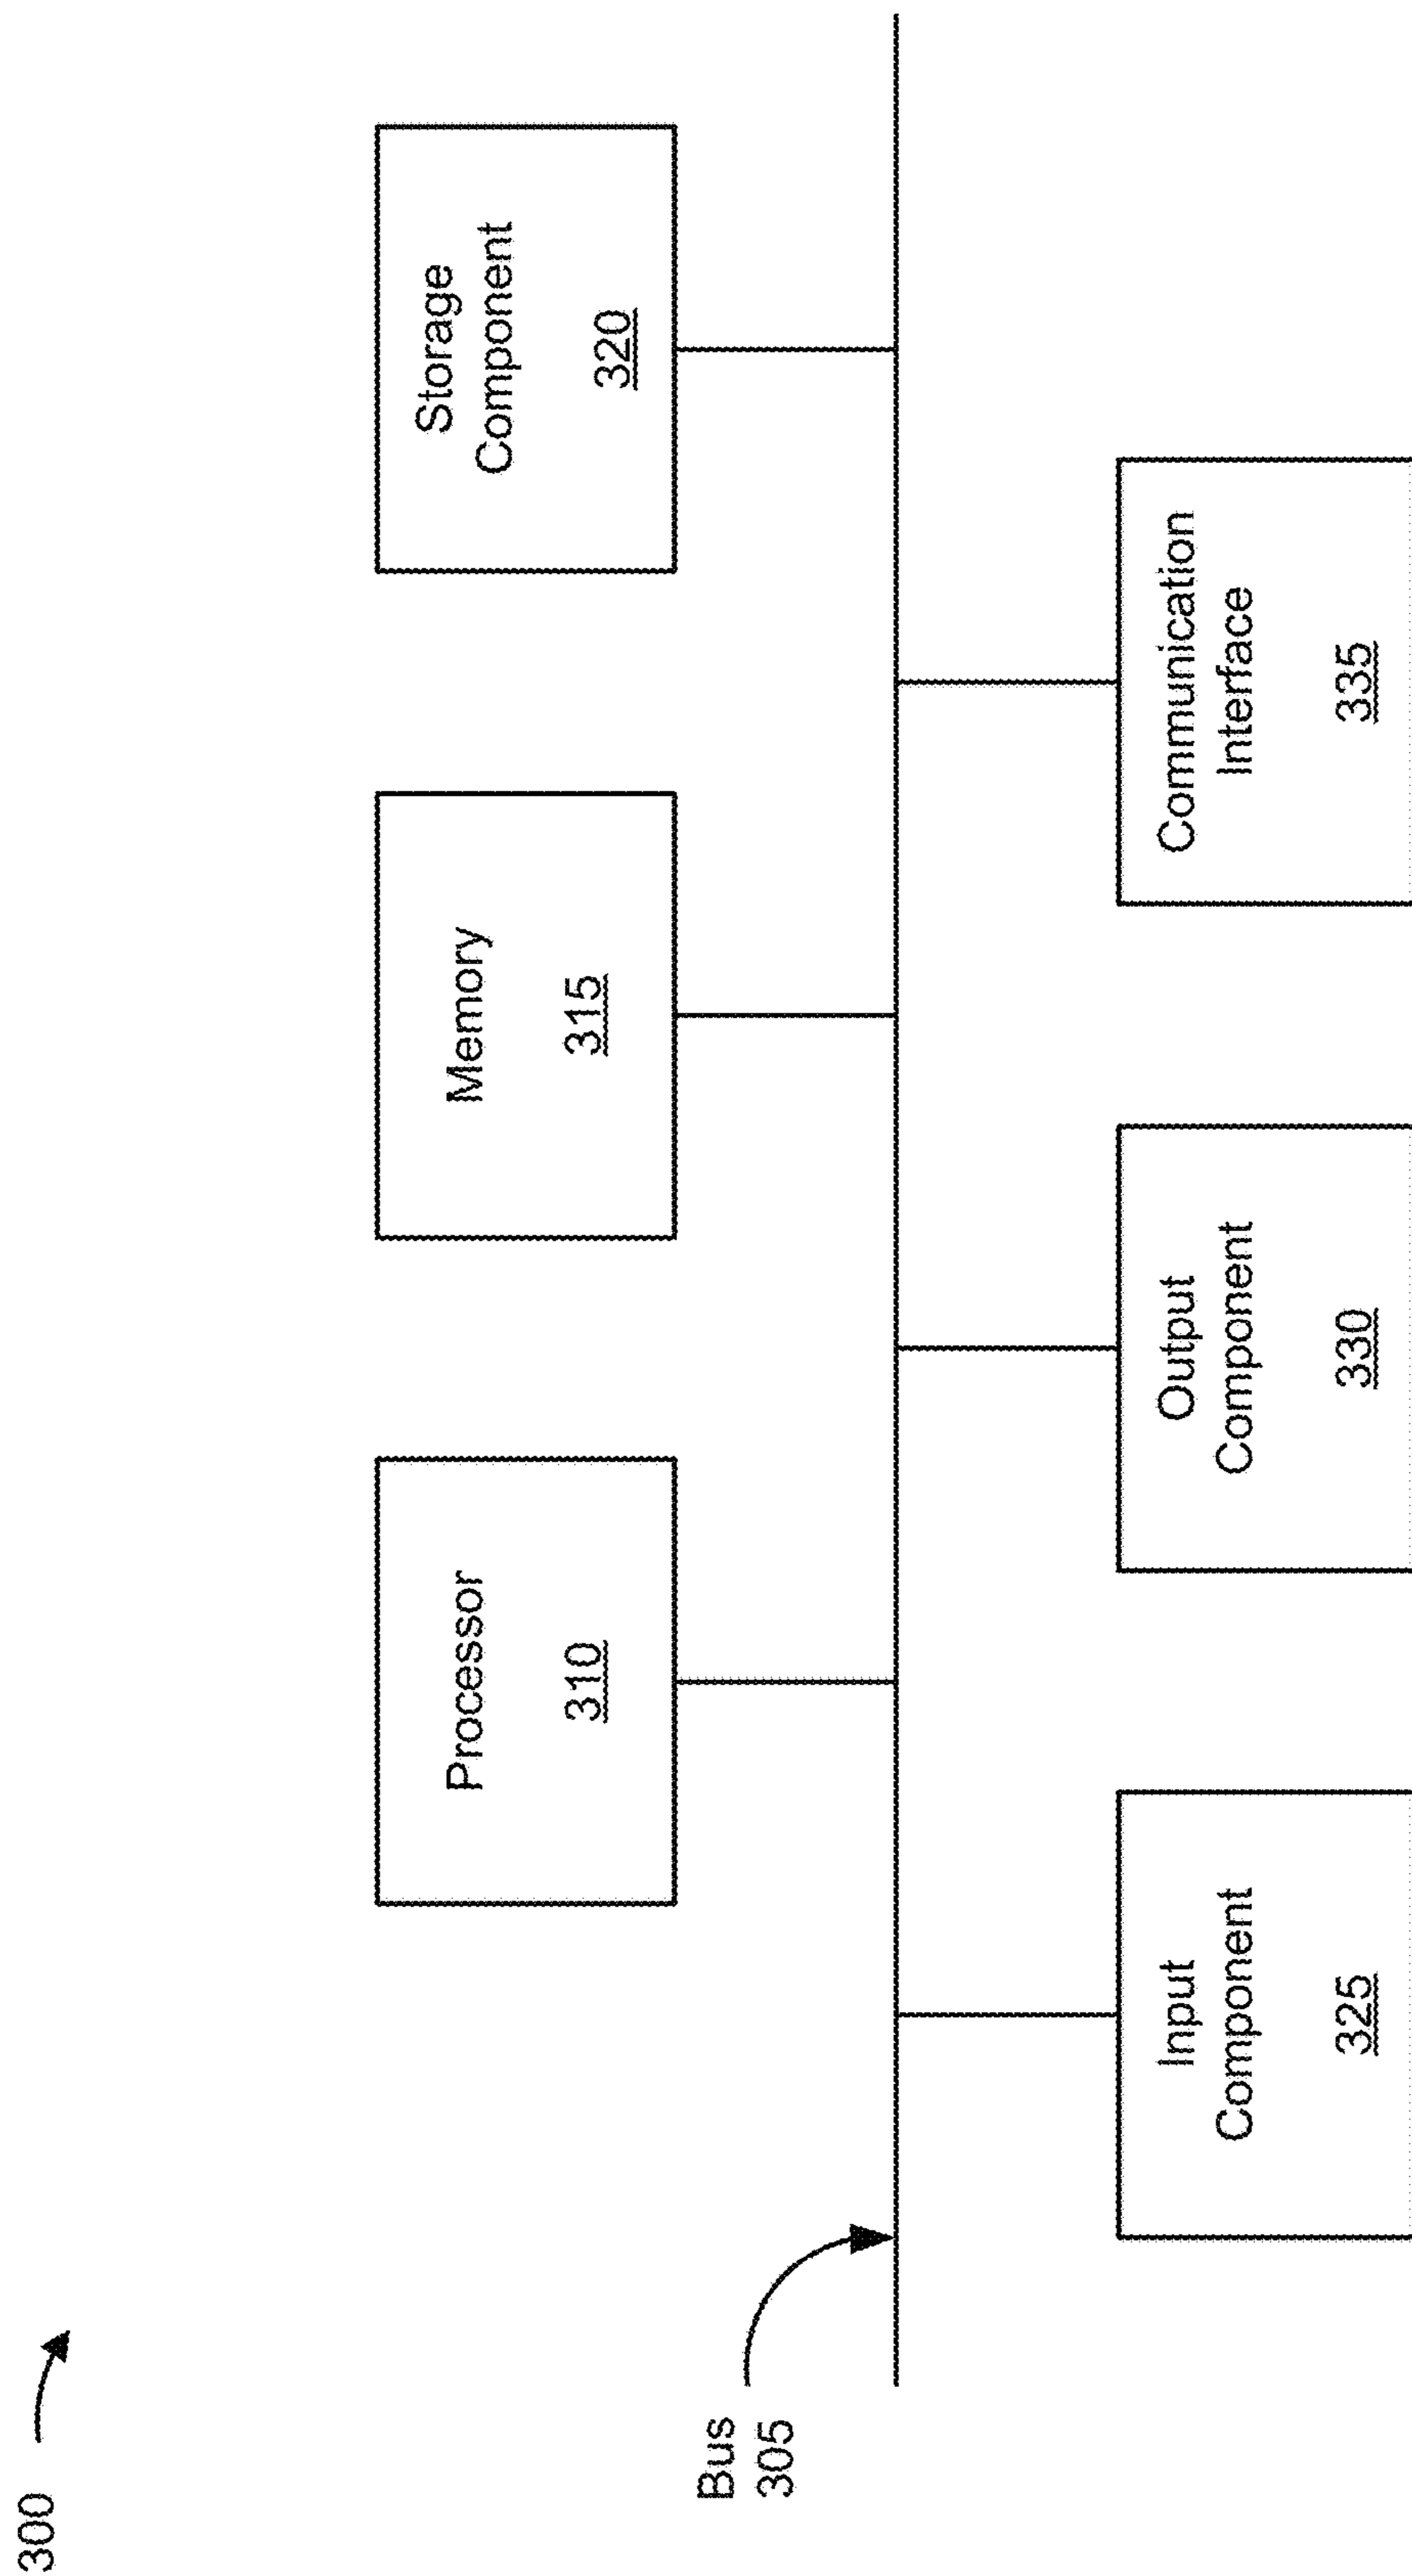 300
Processor
310
Memory
315
Storage
Component
320
Bus
305
Input
Component
325
Output
Component
330
Communication
Interface
335